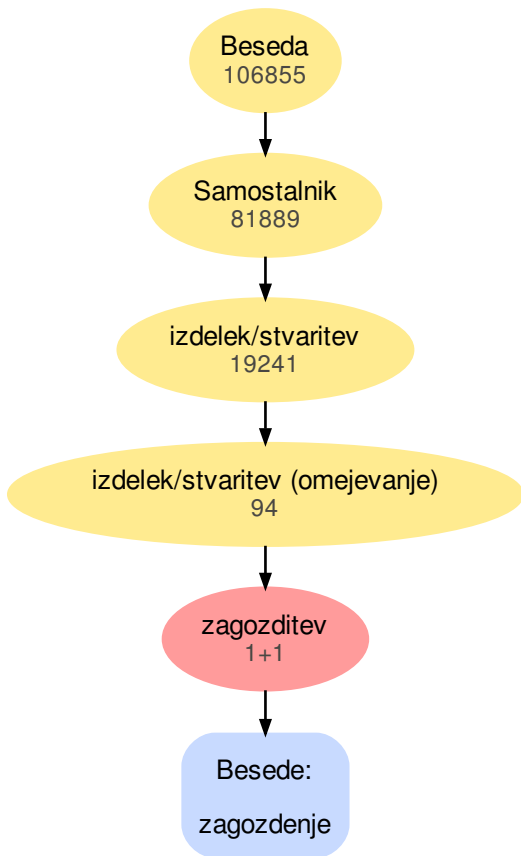 Beseda
106855
Samostalnik
81889
izdelek/stvaritev
19241
izdelek/stvaritev (omejevanje)
94
zagozditev
1+1
Besede:
zagozdenje